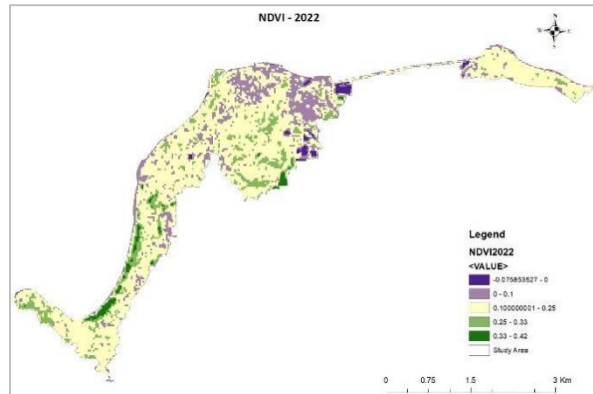 NDVI - 2022
N
W
E
S
Legend
NDVI2022
<VALUE>
-0.075853527 - 0
0 - 0.1
0.100000001 - 0.25
0.25 - 0.33
0.33 - 0.42
Study Area
0 0.75 1.5 3 Km